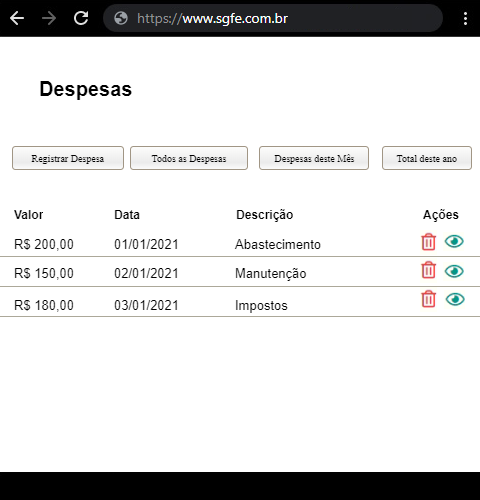 https://www.sgfe.com.br
Despesas
Registrar Despesa Todos as Despesas Despesas deste Mês Total deste ano
Valor Data Descrição Ações
R$ 200,00 01/01/2021 Abastecimento
R$ 150,00 02/01/2021 Manutenção
R$ 180,00 03/01/2021 Impostos